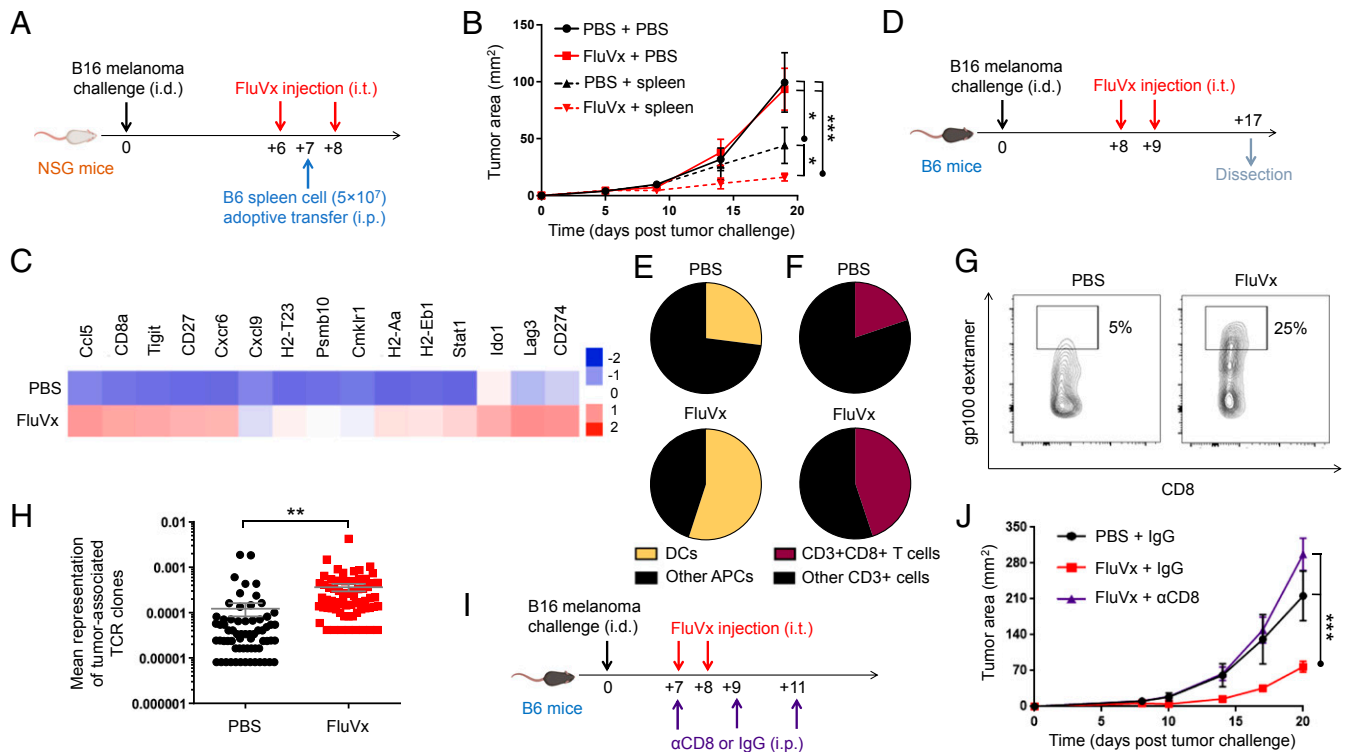 A
B16 melanoma
challenge (i.d.)
FluVx injection (i.t.)
0
+6
+7
+8
NSG mice
B6 spleen cell (5×10⁷)
adoptive transfer (i.p.)
B
Tumor area (mm²)
150
100
50
0
PBS + PBS
FluVx + PBS
PBS + spleen
FluVx + spleen
*
*
***
0
5
10
15
20
Time (days post tumor challenge)
D
B16 melanoma
challenge (i.d.)
FluVx injection (i.t.)
+17
0
+8
+9
B6 mice
Dissection
C
Ccl5
CD8a
Tigit
CD27
Cxcr6
Cxcl9
H2-T23
Psmb10
Cmklr1
H2-Aa
H2-Eb1
Stat1
Ido1
Lag3
CD274
PBS
FluVx
-2
-1
0
1
2
E
PBS
FluVx
DCs
Other APCs
F
PBS
FluVx
CD3+CD8+ T cells
Other CD3+ cells
G
PBS
FluVx
5%
25%
gp100 dextramer
CD8
H
Mean representation
of tumor-associated
TCR clones
0.01
0.001
0.0001
0.00001
0.000001
**
PBS
FluVx
I
B16 melanoma
challenge (i.d.)
FluVx injection (i.t.)
0
+7
+8
+9
+11
B6 mice
αCD8 or IgG (i.p.)
J
Tumor area (mm²)
350
280
210
140
70
0
PBS + IgG
FluVx + IgG
FluVx + αCD8
***
0
5
10
15
20
Time (days post tumor challenge)